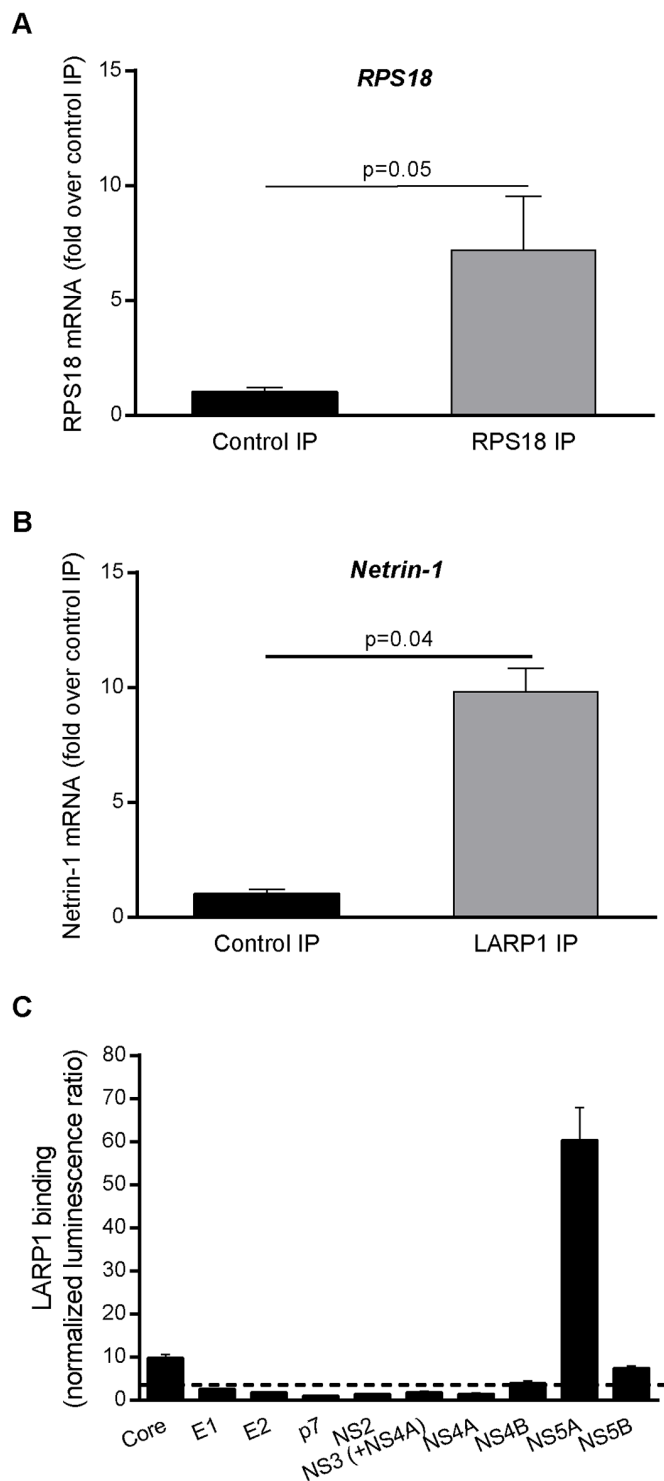 A
RPS18
RPS18 mRNA (fold over control IP)
15
10
5
0
p=0.05
Control IP
RPS18 IP
B
Netrin-1
Netrin-1 mRNA (fold over control IP)
15
10
5
0
p=0.04
Control IP
LARP1 IP
C
LARP1 binding
(normalized luminescence ratio)
80
70
60
50
40
30
20
10
0
Core
E1
E2
p7
NS2
NS3 (+NS4A)
NS4A
NS4B
NS5A
NS5B